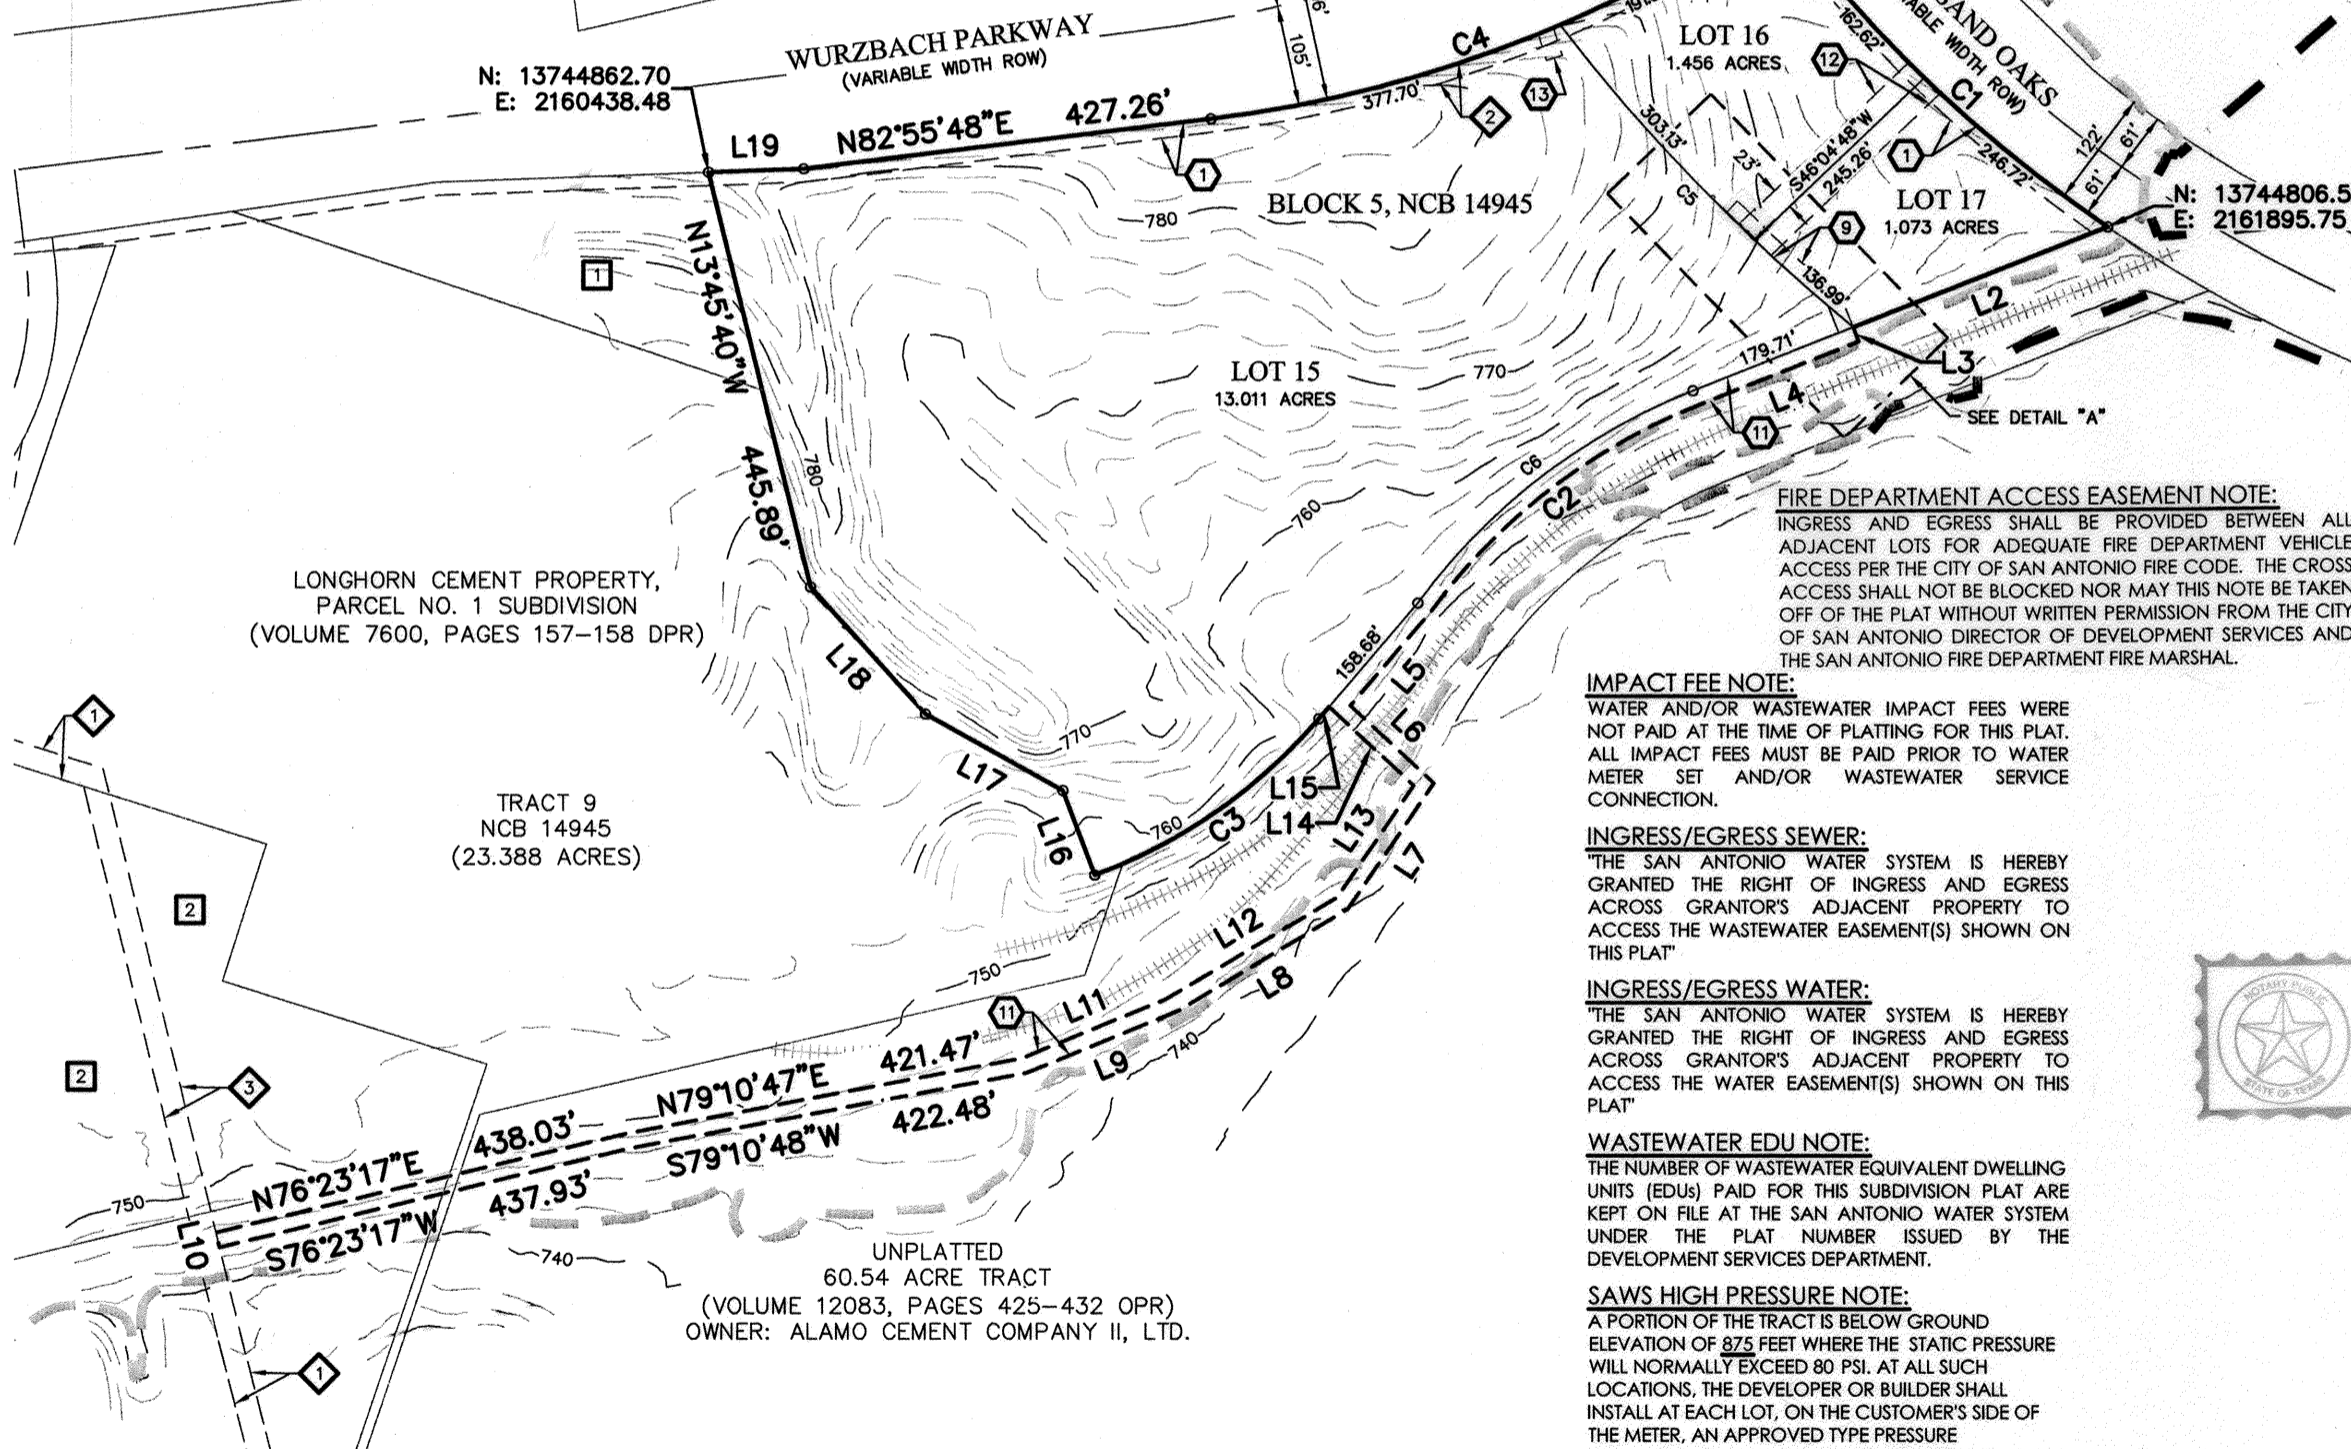 WURZBACH PARKWAY
(VARIABLE WIDTH ROW)
N: 13744862.70
E: 2160438.48
L19
N82°55'48"E 427.26'
105'
C4
377.70'
2
13
1
LOT 16
1.456 ACRES
12
162.62'
C1
SAND OAKS
WIDTH ROW)
122'
61'
61'
246.72'
303.13'
C5
23'
S46°04'48"W
245.26'
1
LOT 17
1.073 ACRES
9
136.99'
N: 13744806.5
E: 2161895.75
BLOCK 5, NCB 14945
780
1
N13°45'40"W
445.89'
780
LOT 15
13.011 ACRES
770
179.71'
L2
L3
L4
11
SEE DETAIL "A"
C6
C2
760
FIRE DEPARTMENT ACCESS EASEMENT NOTE:
INGRESS AND EGRESS SHALL BE PROVIDED BETWEEN ALL
ADJACENT LOTS FOR ADEQUATE FIRE DEPARTMENT VEHICLE
ACCESS PER THE CITY OF SAN ANTONIO FIRE CODE. THE CROSS
ACCESS SHALL NOT BE BLOCKED NOR MAY THIS NOTE BE TAKEN
OFF OF THE PLAT WITHOUT WRITTEN PERMISSION FROM THE CITY
OF SAN ANTONIO DIRECTOR OF DEVELOPMENT SERVICES AND
THE SAN ANTONIO FIRE DEPARTMENT FIRE MARSHAL.
LONGHORN CEMENT PROPERTY,
PARCEL NO. 1 SUBDIVISION
(VOLUME 7600, PAGES 157-158 DPR)
L18
158.68'
L5
L6
L17
770
L16
760
C3
L15
L14
L13
L7
1
TRACT 9
NCB 14945
(23.388 ACRES)
2
IMPACT FEE NOTE:
WATER AND/OR WASTEWATER IMPACT FEES WERE
NOT PAID AT THE TIME OF PLATTING FOR THIS PLAT.
ALL IMPACT FEES MUST BE PAID PRIOR TO WATER
METER SET AND/OR WASTEWATER SERVICE
CONNECTION.
INGRESS/EGRESS SEWER:
"THE SAN ANTONIO WATER SYSTEM IS HEREBY
GRANTED THE RIGHT OF INGRESS AND EGRESS
ACROSS GRANTOR'S ADJACENT PROPERTY TO
ACCESS THE WASTEWATER EASEMENT(S) SHOWN ON
THIS PLAT"
INGRESS/EGRESS WATER:
"THE SAN ANTONIO WATER SYSTEM IS HEREBY
GRANTED THE RIGHT OF INGRESS AND EGRESS
ACROSS GRANTOR'S ADJACENT PROPERTY TO
ACCESS THE WATER EASEMENT(S) SHOWN ON THIS
PLAT"
WASTEWATER EDU NOTE:
THE NUMBER OF WASTEWATER EQUIVALENT DWELLING
UNITS (EDUs) PAID FOR THIS SUBDIVISION PLAT ARE
KEPT ON FILE AT THE SAN ANTONIO WATER SYSTEM
UNDER THE PLAT NUMBER ISSUED BY THE
DEVELOPMENT SERVICES DEPARTMENT.
SAWS HIGH PRESSURE NOTE:
A PORTION OF THE TRACT IS BELOW GROUND
ELEVATION OF 875 FEET WHERE THE STATIC PRESSURE
WILL NORMALLY EXCEED 80 PSI. AT ALL SUCH
LOCATIONS, THE DEVELOPER OR BUILDER SHALL
INSTALL AT EACH LOT, ON THE CUSTOMER'S SIDE OF
THE METER, AN APPROVED TYPE PRESSURE
NOTARY PUBLIC
STATE OF TEXAS
L12
L8
750
11
L11
L9
740
2
3
N79°10'47"E 421.47'
S79°10'48"W 422.48'
N76°23'17"E 438.03'
S76°23'17"W 437.93'
750
L10
740
1
UNPLATTED
60.54 ACRE TRACT
(VOLUME 12083, PAGES 425-432 OPR)
OWNER: ALAMO CEMENT COMPANY II, LTD.